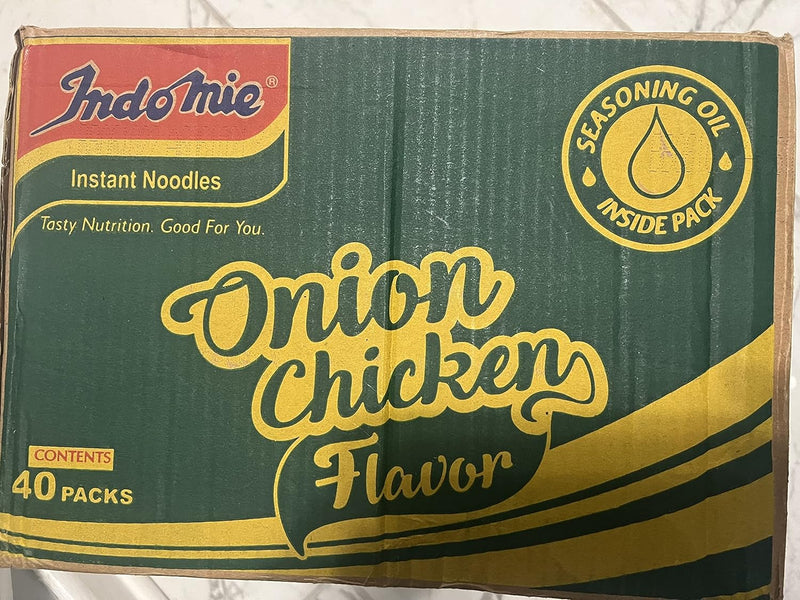 Indomie®
Instant Noodles
Tasty Nutrition. Good For You.
SEASONING OIL
INSIDE PACK
Onion
Chicken
Flavor
CONTENTS
40 PACKS